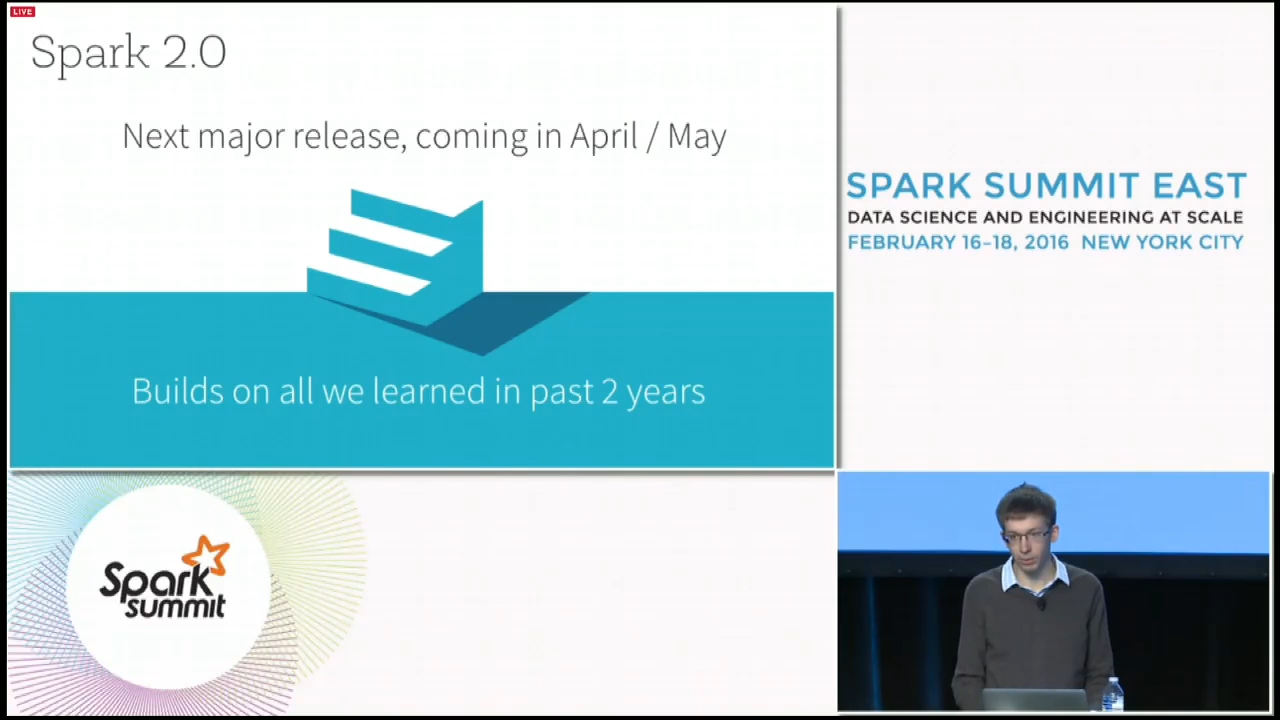 LIVE
Spark 2.0
Next major release, coming in April / May
Builds on all we learned in past 2 years
SPARK SUMMIT EAST
DATA SCIENCE AND ENGINEERING AT SCALE
FEBRUARY 16-18, 2016 NEW YORK CITY
Spark
summit